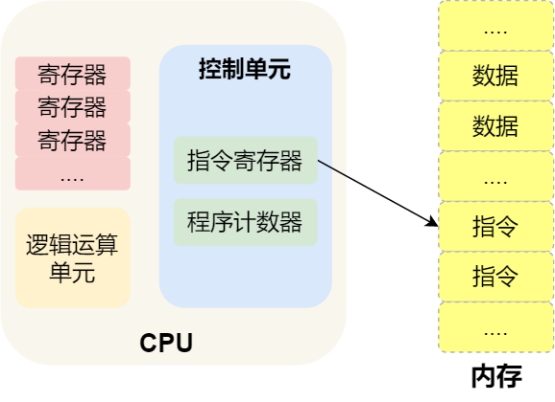 寄存器
寄存器
寄存器
....
逻辑运算
单元
控制单元
指令寄存器
程序计数器
CPU
....
数据
数据
....
指令
指令
....
内存